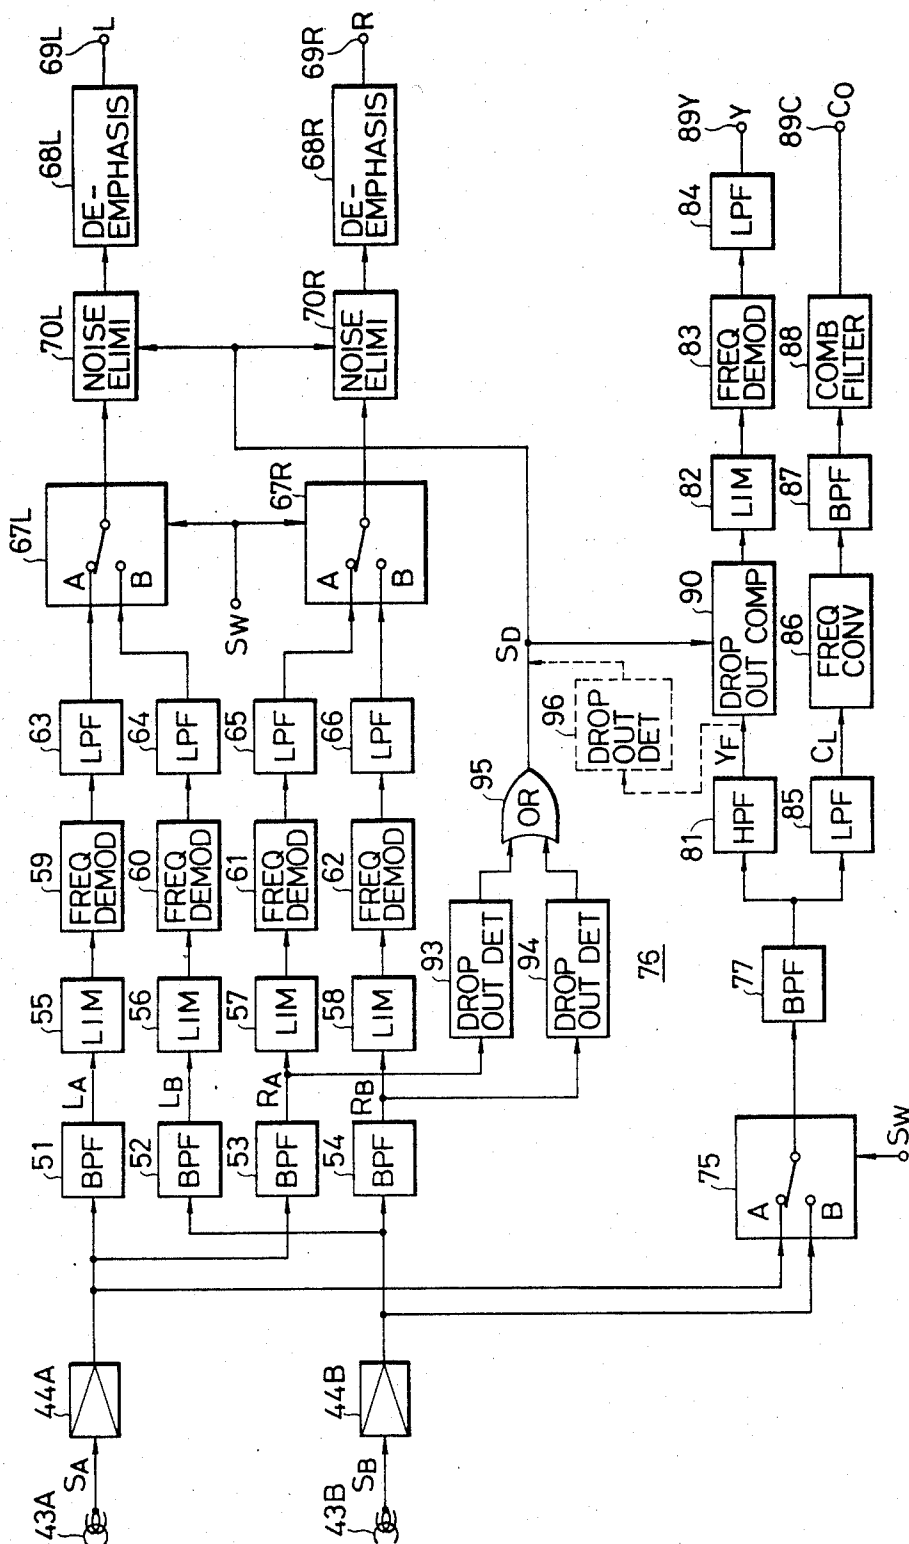 43A
SA
44A
51
BPF
LA
55
LIM
59
FREQ
DEMOD
63
LPF
67L
A
B
70L
NOISE
ELIMI
68L
DE-
EMPHASIS
69L
L
52
BPF
LB
56
LIM
60
FREQ
DEMOD
64
LPF
SW
53
BPF
RA
57
LIM
61
FREQ
DEMOD
65
LPF
67R
A
B
70R
NOISE
ELIMI
68R
DE-
EMPHASIS
69R
R
43B
SB
44B
54
BPF
RB
58
LIM
62
FREQ
DEMOD
66
LPF
93
DROP
OUT DET
94
DROP
OUT DET
95
OR
SD
96
DROP
OUT
DET
76
75
A
B
SW
77
BPF
81
HPF
YF
90
DROP
OUT COMP
82
LIM
83
FREQ
DEMOD
84
LPF
89Y
Y
85
LPF
CL
86
FREQ
CONV
87
BPF
88
COMB
FILTER
89C
CO